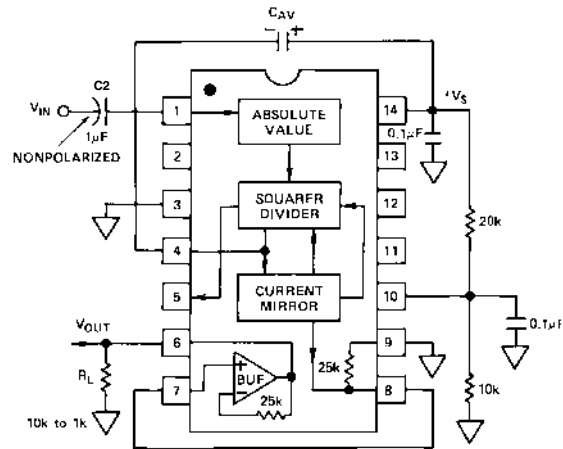 CAV
− +
VIN
C2
1μF
NONPOLARIZED
1
2
3
4
5
6
7
14
13
12
11
10
9
8
ABSOLUTE
VALUE
SQUARER
DIVIDER
CURRENT
MIRROR
+VS
0.1μF
20k
0.1μF
10k
VOUT
RL
10k to 1k
+
−
BUF
25k
25k